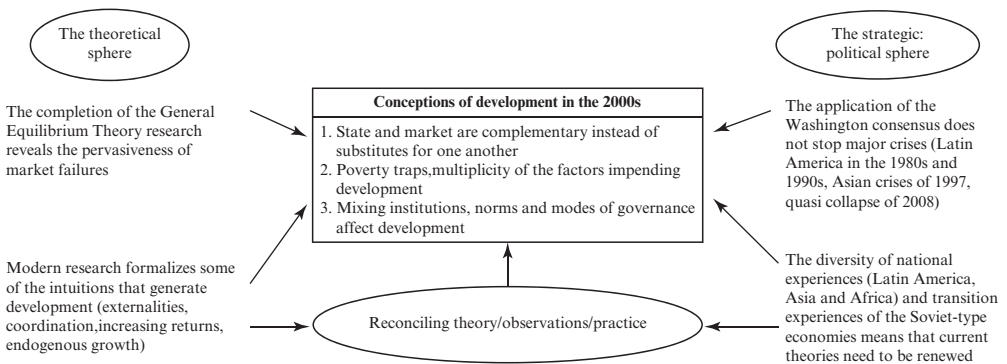 The theoretical
sphere
The strategic:
political sphere
The completion of the General
Equilibrium Theory research
reveals the pervasiveness of
market failures
Conceptions of development in the 2000s
1. State and market are complementary instead of
substitutes for one another
2. Poverty traps,multiplicity of the factors impending
development
3. Mixing institutions, norms and modes of governance
affect development
The application of the
Washington consensus does
not stop major crises (Latin
America in the 1980s and
1990s, Asian crises of 1997,
quasi collapse of 2008)
Modern research formalizes some
of the intuitions that generate
development (externalities,
coordination,increasing returns,
endogenous growth)
Reconciling theory/observations/practice
The diversity of national
experiences (Latin America,
Asia and Africa) and transition
experiences of the Soviet-type
economies means that current
theories need to be renewed